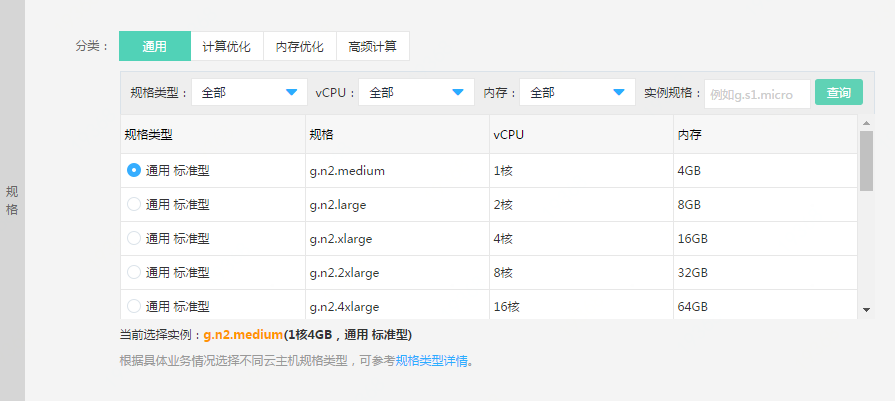 分类： 通用 计算优化 内存优化 高频计算
规格类型： 全部 vCPU： 全部 内存： 全部 实例规格： 例如g.s1.micro 查询
规格类型 规格 vCPU 内存
通用 标准型 g.n2.medium 1核 4GB
通用 标准型 g.n2.large 2核 8GB
规格
通用 标准型 g.n2.xlarge 4核 16GB
通用 标准型 g.n2.2xlarge 8核 32GB
通用 标准型 g.n2.4xlarge 16核 64GB
当前选择实例：g.n2.medium(1核4GB，通用 标准型)
根据具体业务情况选择不同云主机规格类型，可参考规格类型详情。